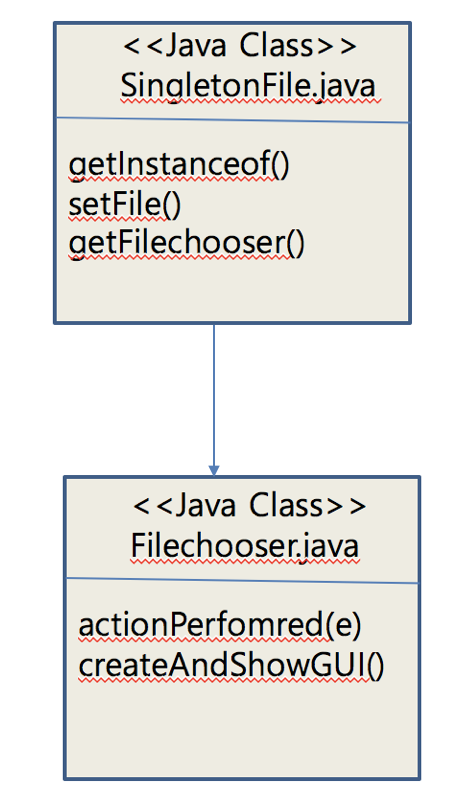 <<Java Class>>
SingletonFile.java
getInstanceof()
setFile()
getFilechooser()
<<Java Class>>
Filechooser.java
actionPerfomred(e)
createAndShowGUI()